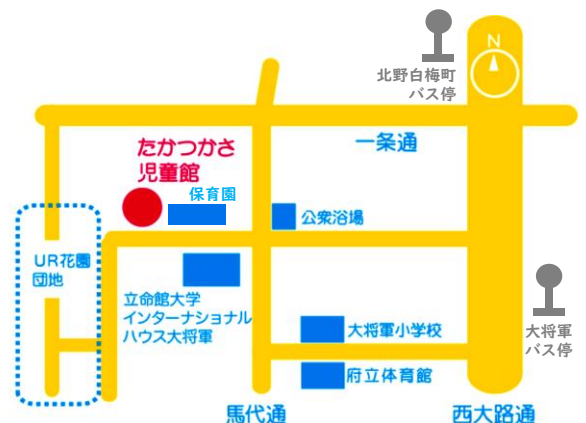 N
北野白梅町
バス停
一条通
たかつかさ
児童館
保育園
公衆浴場
UR花園
団地
立命館大学
インターナショナル
ハウス大将軍
大将軍小学校
大将軍
バス停
府立体育館
馬代通
西大路通